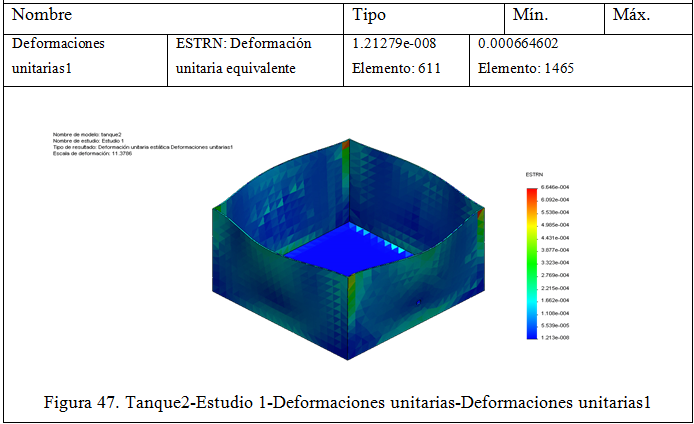 Nombre Tipo Mín. Máx.
Deformaciones ESTRN: Deformación 1.21279e-008 0.000664602
unitarias1 unitaria equivalente Elemento: 611 Elemento: 1465
Nombre de modelo: tanque2
Nombre de estudio: Estudio 1
Tipo de resultado: Deformación unitaria estática Deformaciones unitarias1
Escala de deformación: 11.3786
ESTRN
6.646e-004
6.092e-004
5.538e-004
4.985e-004
4.431e-004
3.877e-004
3.323e-004
2.769e-004
2.215e-004
1.662e-004
1.108e-004
5.539e-005
1.213e-008
Figura 47. Tanque2-Estudio 1-Deformaciones unitarias-Deformaciones unitarias1